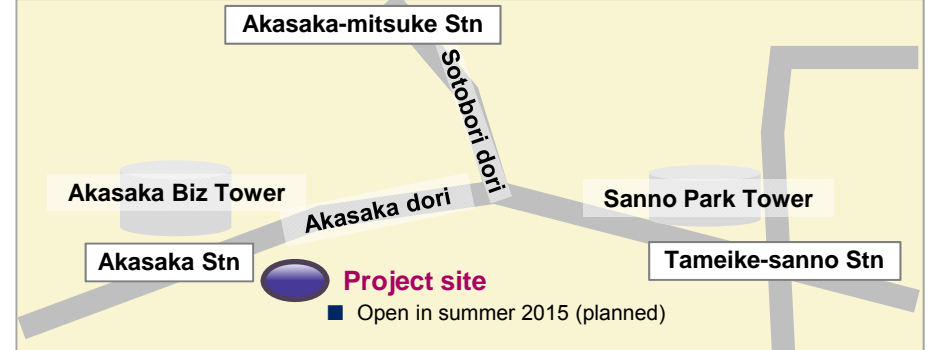 Akasaka-mitsuke Stn
Sotobori dori
Akasaka Biz Tower
Akasaka dori
Sanno Park Tower
Akasaka Stn
Tameike-sanno Stn
Project site
■ Open in summer 2015 (planned)